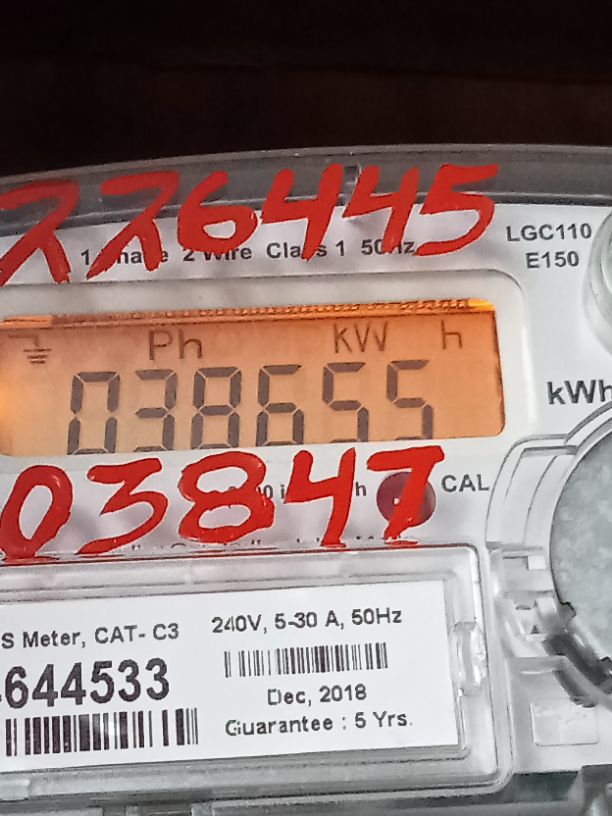 226445
LGC110
1 Phase 2 Wire Class 1 50Hz
E150
Ph kW h
038655
kWh
03847
CAL
S Meter, CAT- C3
240V, 5-30 A, 50Hz
644533
Dec, 2018
Guarantee : 5 Yrs.